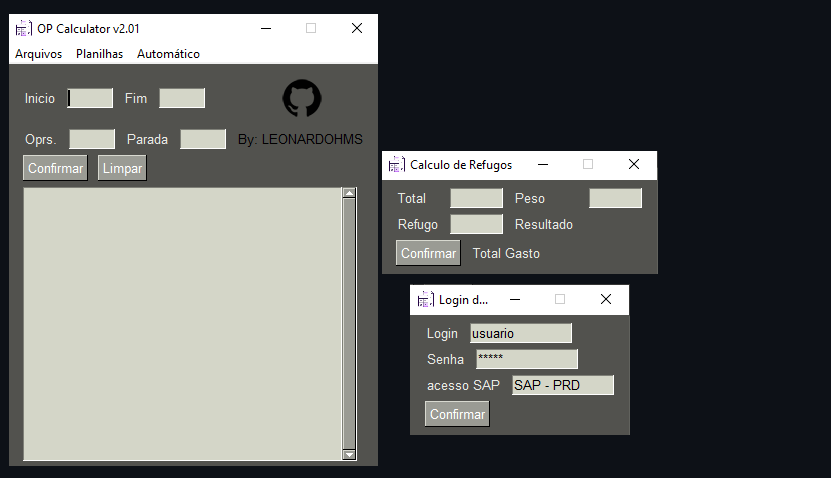 OP Calculator v2.01
Arquivos Planilhas Automático
Inicio Fim
Oprs. Parada By: LEONARDOHMS
Confirmar Limpar
Calculo de Refugos
Total Peso
Refugo Resultado
Confirmar Total Gasto
Login d...
Login usuario
Senha *****
acesso SAP SAP - PRD
Confirmar